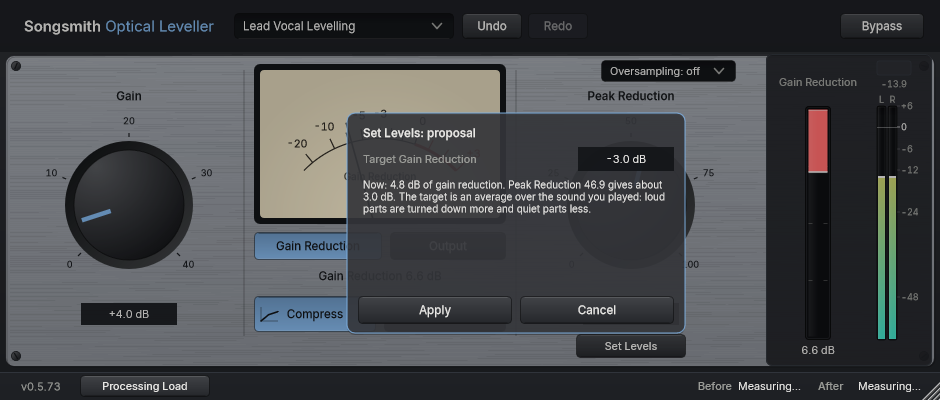 Songsmith Optical Leveller
Lead Vocal Levelling
Undo
Redo
Bypass
Oversampling: off
Gain
Peak Reduction
Gain Reduction
-13.9
L R
+6
0
-6
-12
-24
-48
6.6 dB
0
10
20
30
40
+4.0 dB
-20
-10
75
100
Set Levels: proposal
Target Gain Reduction
-3.0 dB
Now: 4.8 dB of gain reduction. Peak Reduction 46.9 gives about
3.0 dB. The target is an average over the sound you played: loud
parts are turned down more and quiet parts less.
Apply
Cancel
Gain Reduction
Output
Gain Reduction 6.6 dB
Compress
Set Levels
v0.5.73
Processing Load
Before Measuring...
After Measuring...